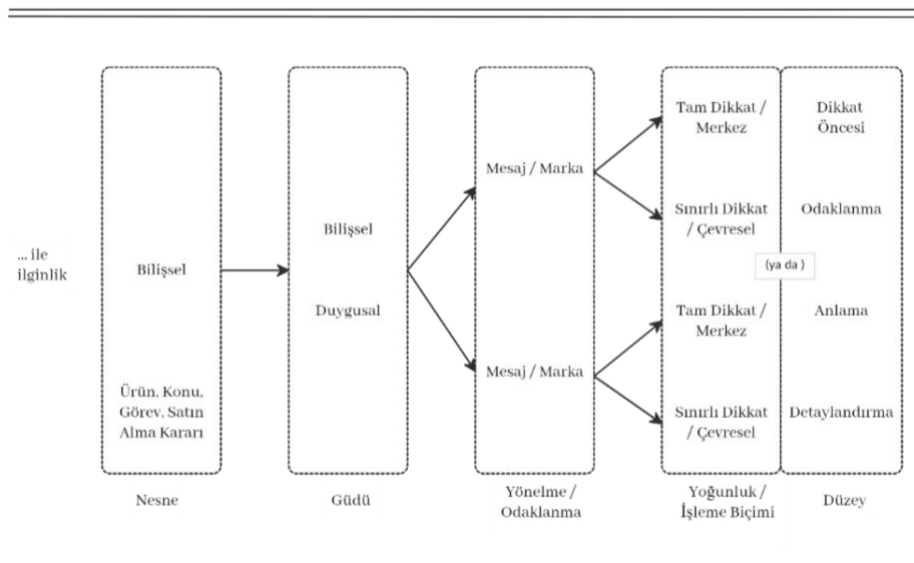 ... ile
ilginlik
Bilişsel
Ürün, Konu,
Görev, Satın
Alma Kararı
Nesne
Bilişsel
Duygusal
Güdü
Mesaj / Marka
Mesaj / Marka
Yönelme /
Odaklanma
Tam Dikkat /
Merkez
Sınırlı Dikkat
/ Çevresel
Tam Dikkat /
Merkez
Sınırlı Dikkat
/ Çevresel
Yoğunluk /
İşleme Biçimi
(ya da )
Dikkat
Öncesi
Odaklanma
Anlama
Detaylandırma
Düzey